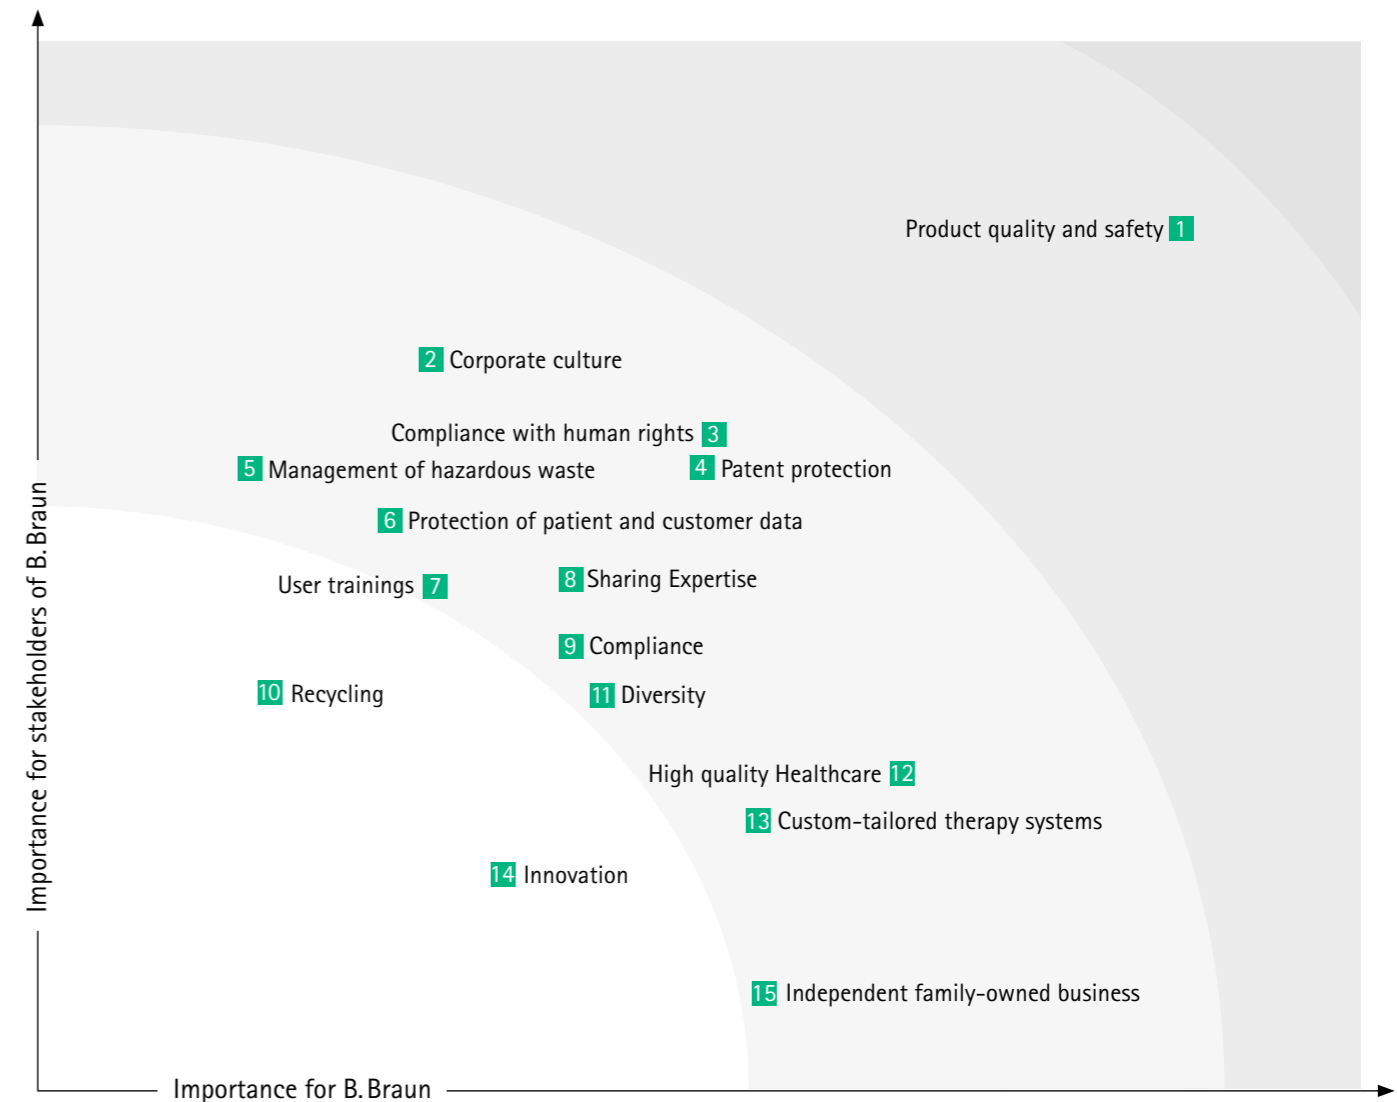 Product quality and safety 1
2 Corporate culture
Compliance with human rights 3
5 Management of hazardous waste
4 Patent protection
6 Protection of patient and customer data
User trainings 7
8 Sharing Expertise
9 Compliance
10 Recycling
11 Diversity
High quality Healthcare 12
13 Custom-tailored therapy systems
14 Innovation
15 Independent family-owned business
Importance for stakeholders of B. Braun
Importance for B. Braun